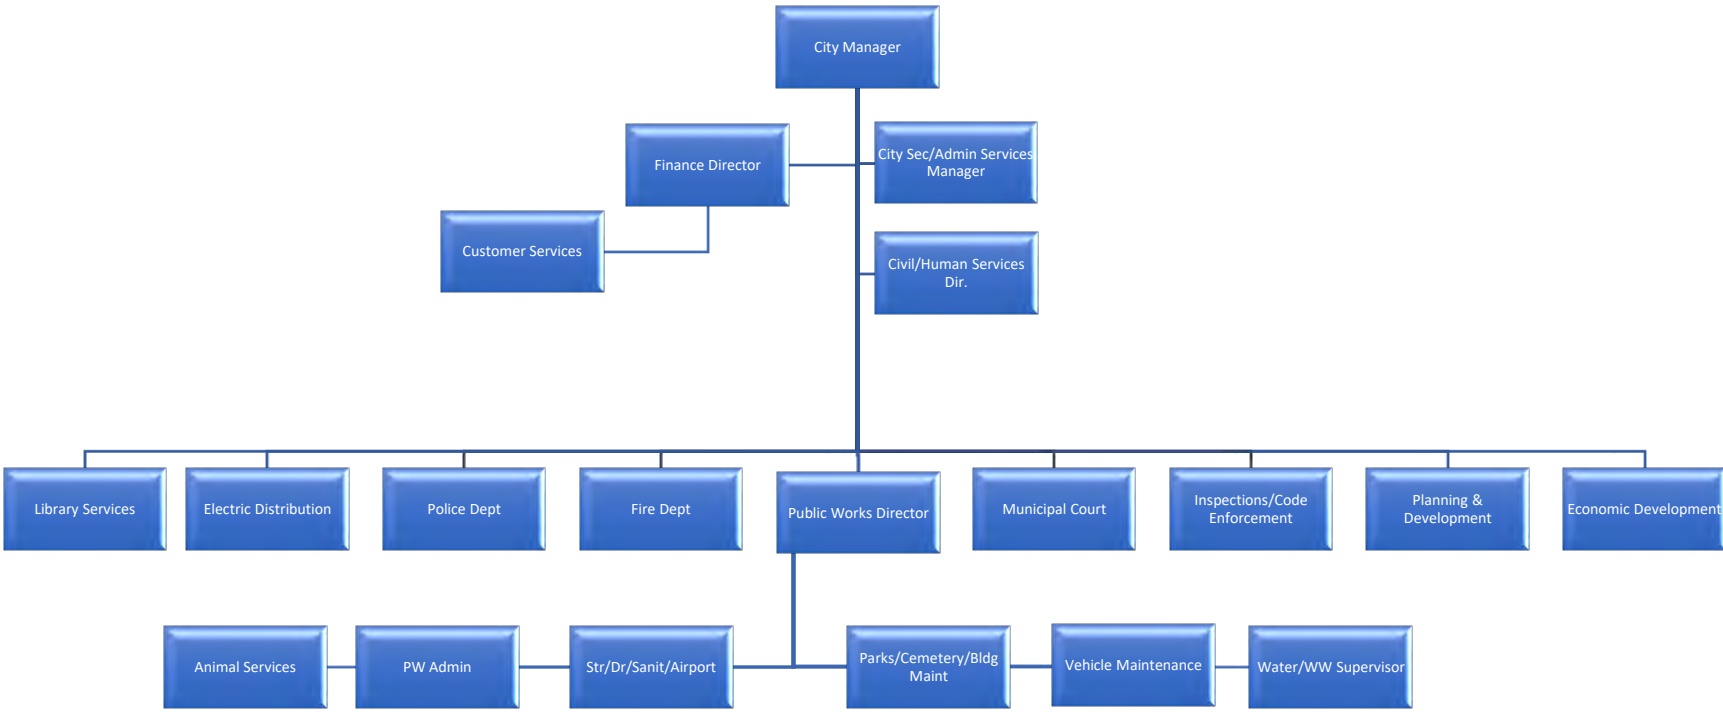 City Manager
Finance Director
City Sec/Admin Services
Manager
Customer Services
Civil/Human Services
Dir.
Library Services
Electric Distribution
Police Dept
Fire Dept
Public Works Director
Municipal Court
Inspections/Code
Enforcement
Planning &
Development
Economic Development
Animal Services
PW Admin
Str/Dr/Sanit/Airport
Parks/Cemetery/Bldg
Maint
Vehicle Maintenance
Water/WW Supervisor